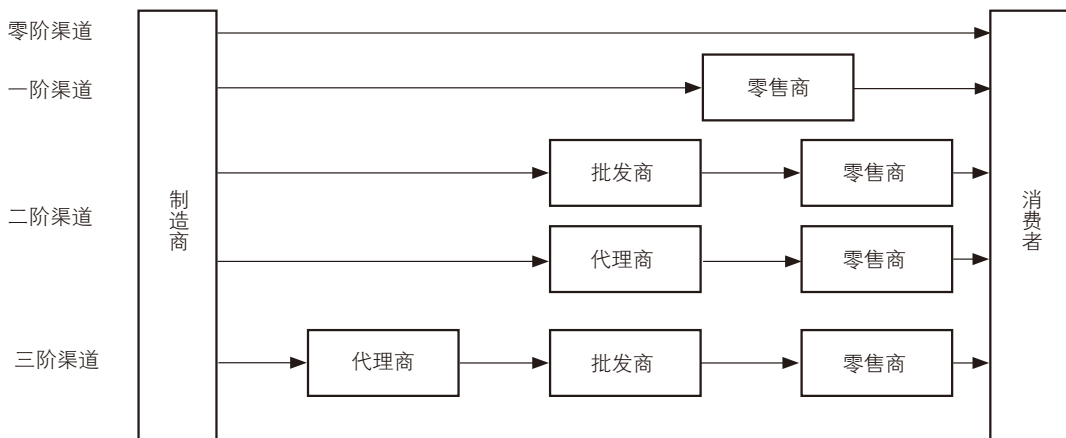 零阶渠道
一阶渠道
零售商
批发商
零售商
二阶渠道
制造商
消费者
代理商
零售商
三阶渠道
代理商
批发商
零售商